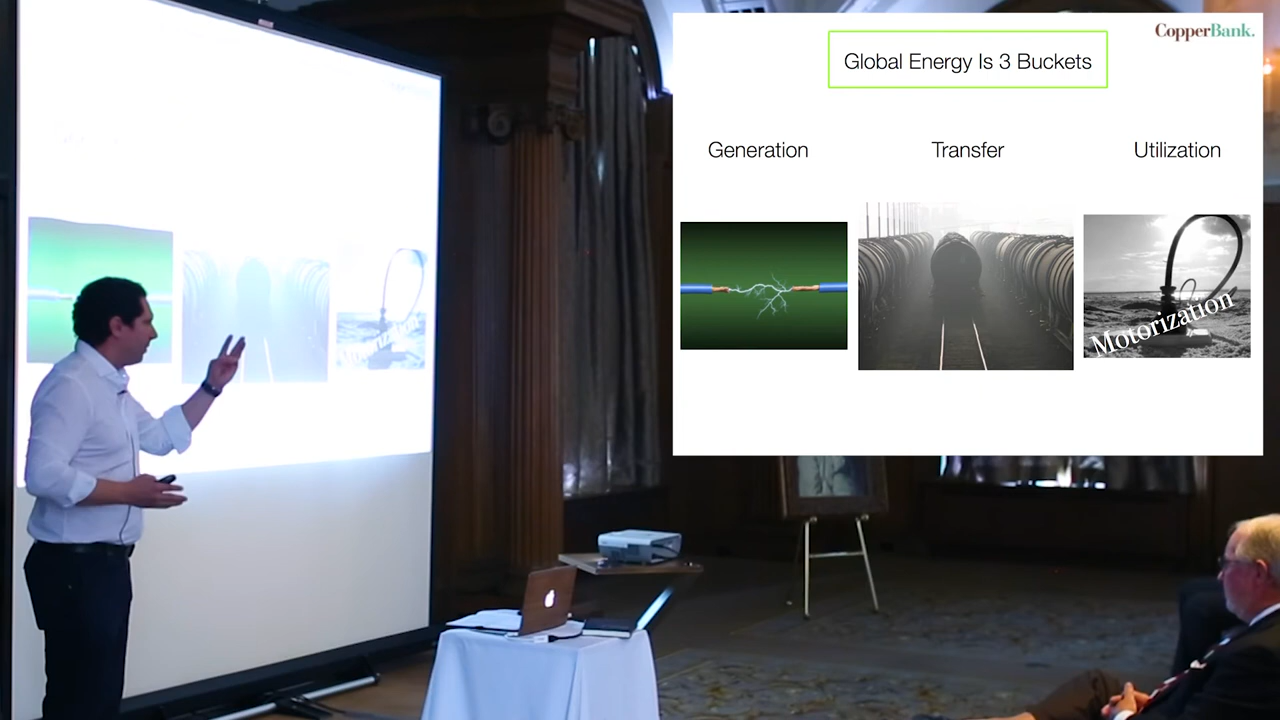 CopperBank.
Global Energy Is 3 Buckets
Generation
Transfer
Utilization
Motorization